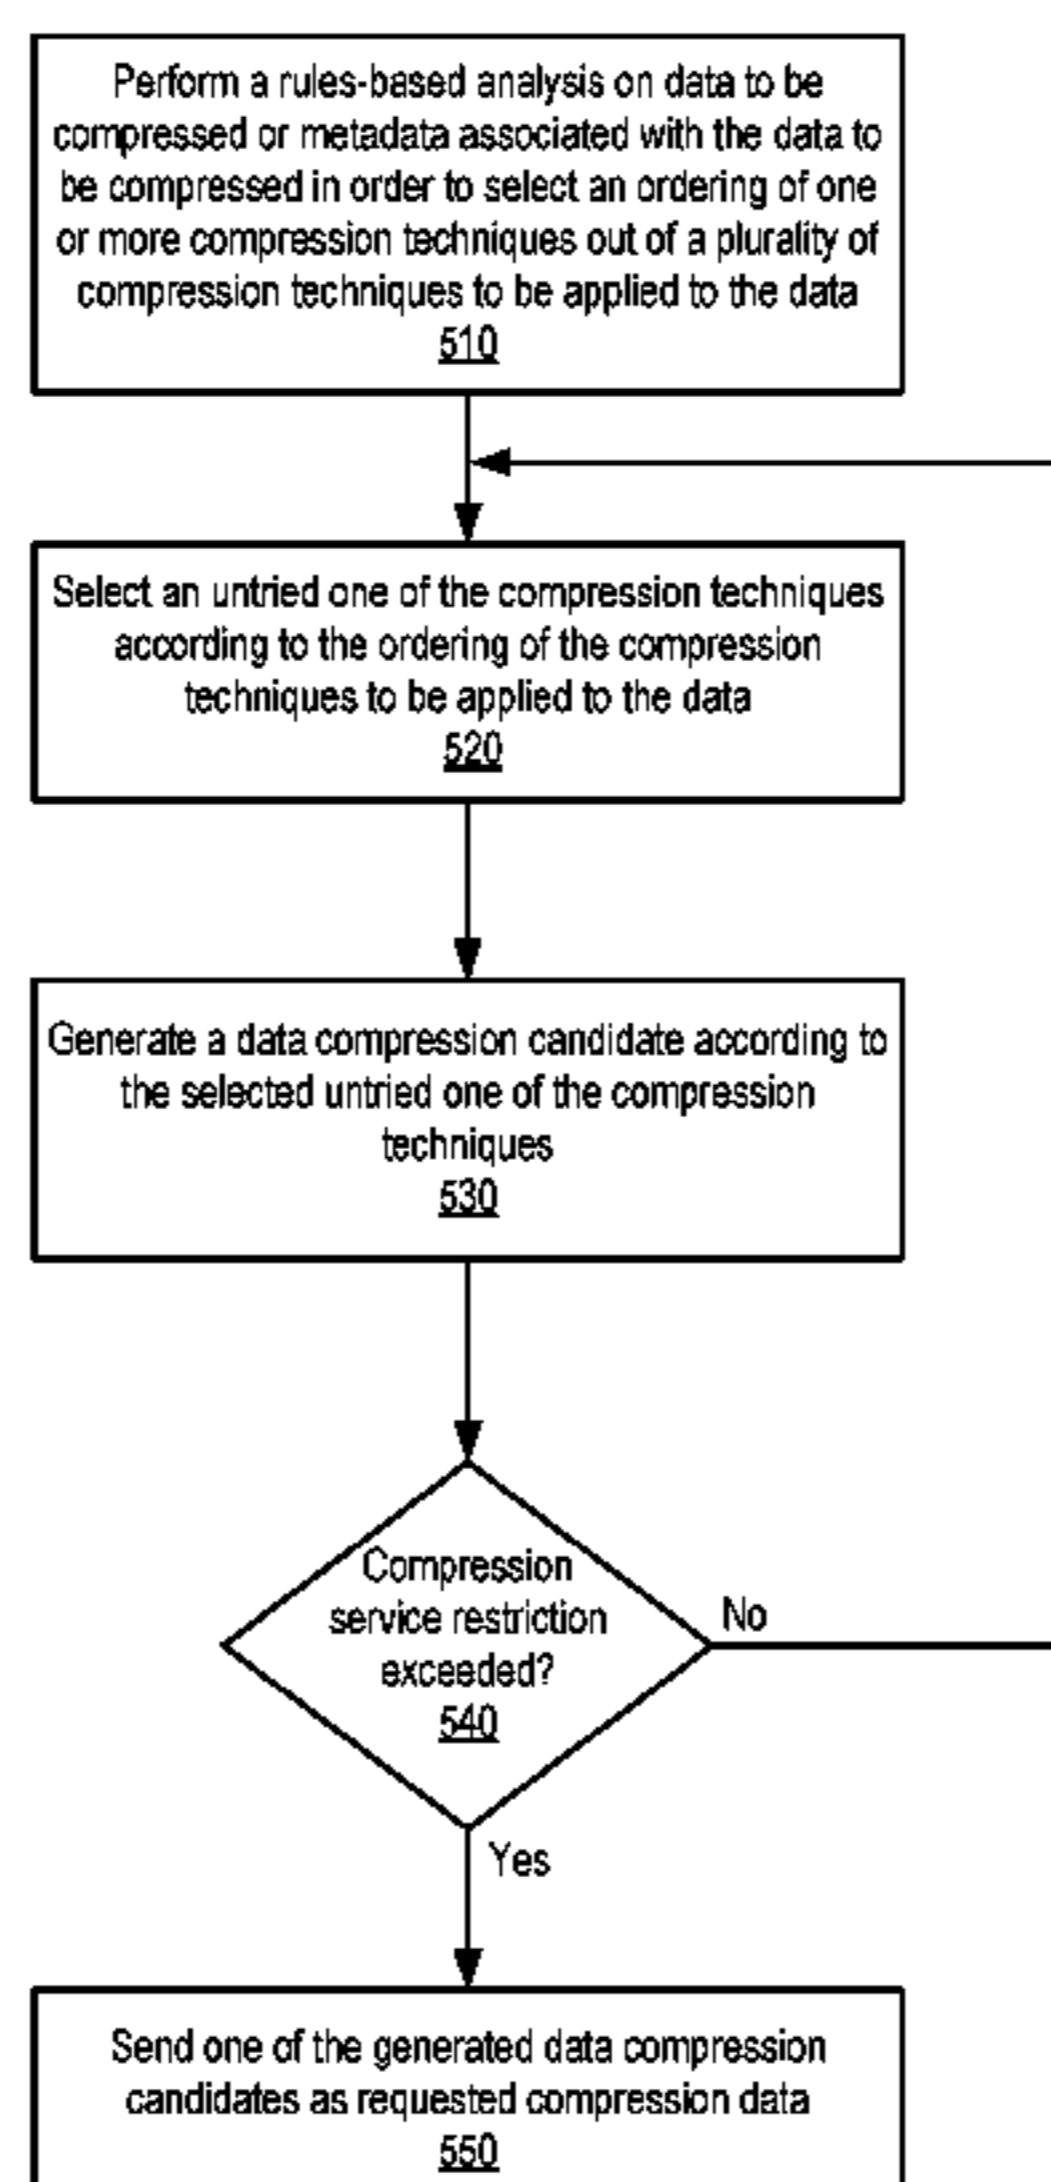 Perform a rules-based analysis on data to be
compressed or metadata associated with the data to
be compressed in order to select an ordering of one
or more compression techniques out of a plurality of
compression techniques to be applied to the data
510
Select an untried one of the compression techniques
according to the ordering of the compression
techniques to be applied to the data
520
Generate a data compression candidate according to
the selected untried one of the compression
techniques
530
Compression
service restriction
exceeded?
540
No
Yes
Send one of the generated data compression
candidates as requested compression data
550